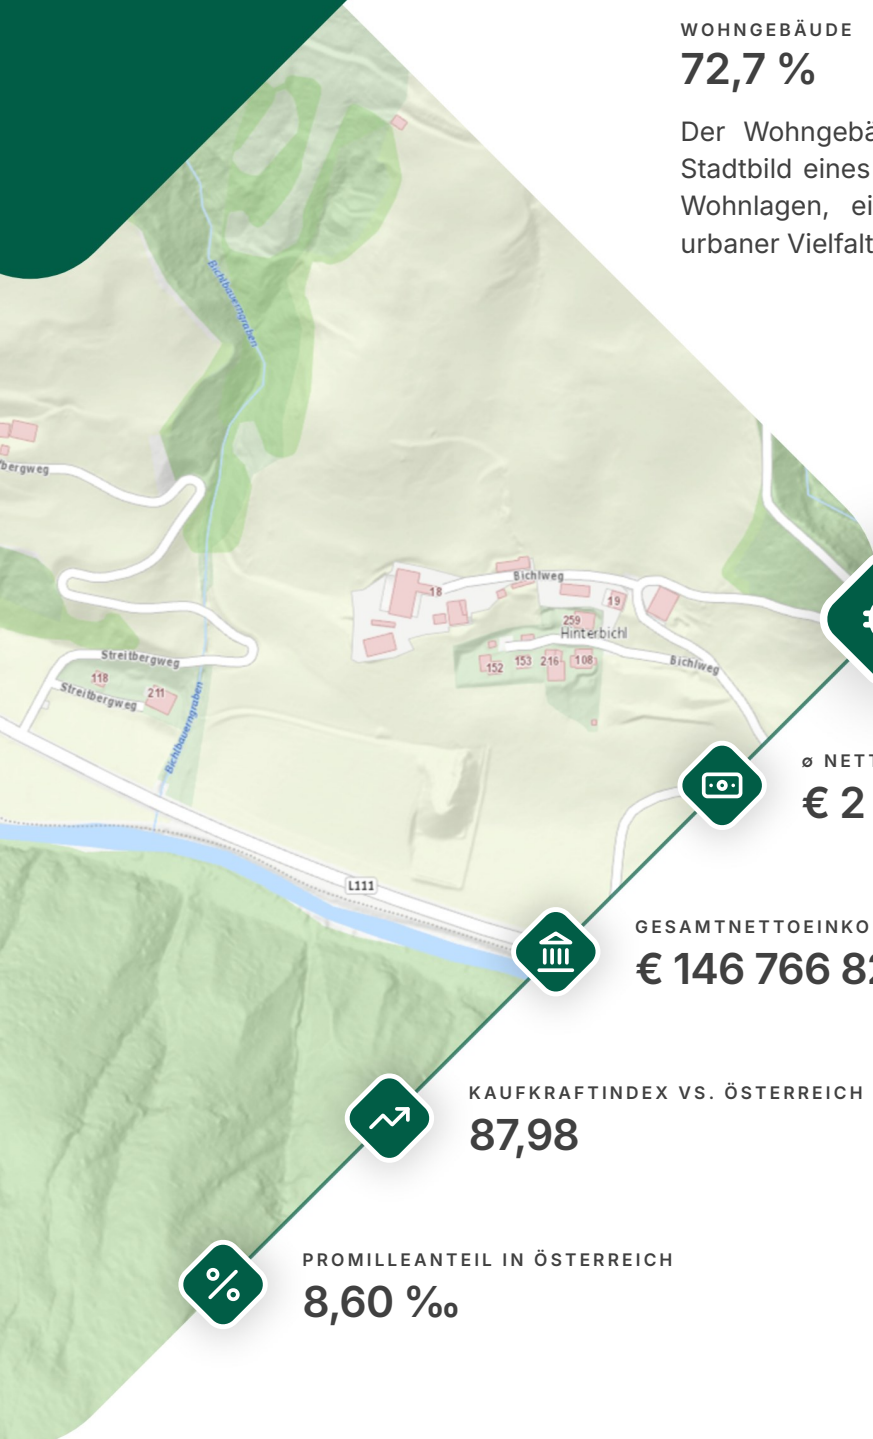 WOHNGEBÄUDE
72,7 %
Der Wohngebä
Stadtbild eines
Wohnlagen, ei
urbaner Vielfalt
Bichlbauerngraben
bergweg
Bichlweg
18
19
259
Hinterbichl
152 153 216 108
Bichlweg
Streitbergweg
118
211
Streitbergweg
Bichlbauerngraben
L111
ø NETT
€ 2
GESAMTNETTOEINKO
€ 146 766 82
KAUFKRAFTINDEX VS. ÖSTERREICH
87,98
PROMILLEANTEIL IN ÖSTERREICH
8,60 ‰